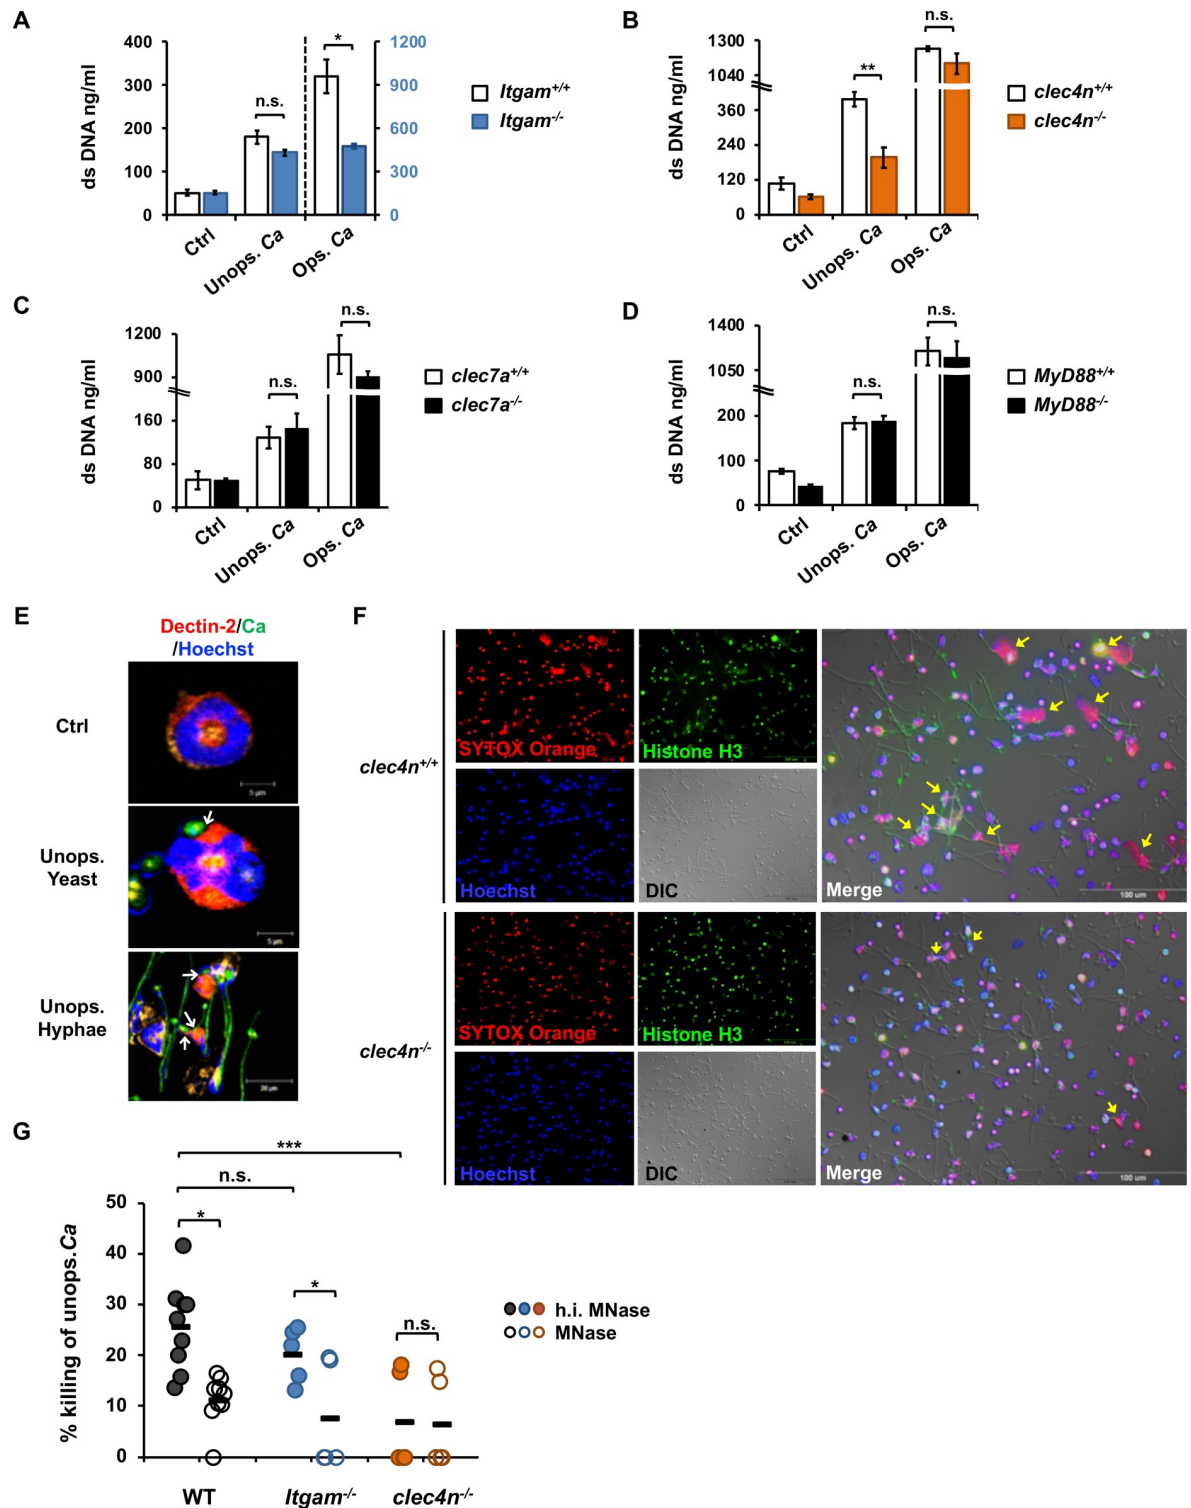 A
ds DNA ng/ml
400
300
200
100
0
1200
900
600
300
0
n.s.
*
Ctrl
Unops. Ca
Ops. Ca
Itgam+/+
Itgam-/-
B
ds DNA ng/ml
1300
1040
360
240
120
0
**
n.s.
Ctrl
Unops. Ca
Ops. Ca
clec4n+/+
clec4n-/-
C
ds DNA ng/ml
1200
900
160
80
0
n.s.
n.s.
Ctrl
Unops. Ca
Ops. Ca
clec7a+/+
clec7a-/-
D
ds DNA ng/ml
1400
1050
200
100
0
n.s.
n.s.
Ctrl
Unops. Ca
Ops. Ca
MyD88+/+
MyD88-/-
E
Dectin-2/Ca
/Hoechst
Ctrl
5 µm
Unops.
Yeast
5 µm
Unops.
Hyphae
20 µm
F
clec4n+/+
SYTOX Orange
Histone H3
Hoechst
DIC
Merge
100 um
clec4n-/-
SYTOX Orange
Histone H3
Hoechst
DIC
Merge
100 um
G
% killing of unops.Ca
50
40
30
20
10
0
***
n.s.
*
*
n.s.
h.i. MNase
MNase
WT
Itgam-/-
clec4n-/-